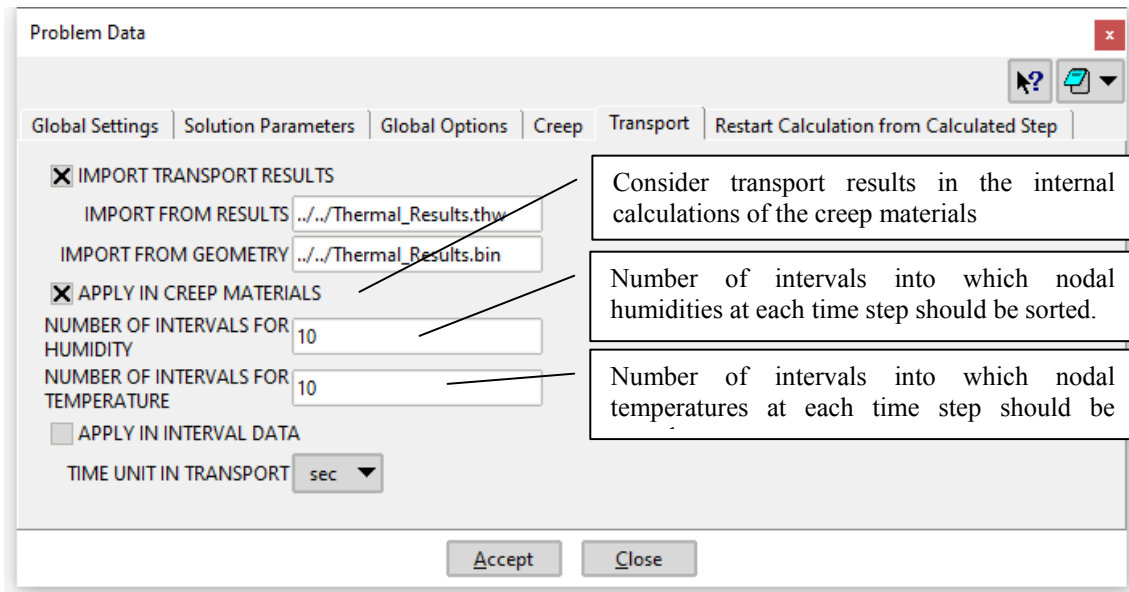 Problem Data
x
?
Global Settings Solution Parameters Global Options Creep Transport Restart Calculation from Calculated Step
IMPORT TRANSPORT RESULTS
IMPORT FROM RESULTS ../../Thermal_Results.thw
IMPORT FROM GEOMETRY ../../Thermal_Results.bin
APPLY IN CREEP MATERIALS
NUMBER OF INTERVALS FOR
HUMIDITY
10
NUMBER OF INTERVALS FOR
TEMPERATURE
10
APPLY IN INTERVAL DATA
TIME UNIT IN TRANSPORT sec
Consider transport results in the internal
calculations of the creep materials
Number of intervals into which nodal
humidities at each time step should be sorted.
Number of intervals into which nodal
temperatures at each time step should be
Accept Close